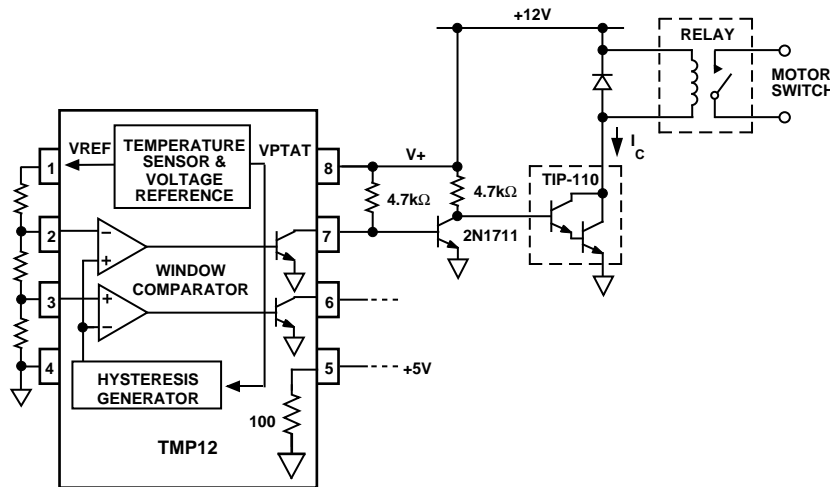 +12V
RELAY
MOTOR
SWITCH
I C
TIP-110
2N1711
V+
4.7kΩ
4.7kΩ
VREF
TEMPERATURE
SENSOR &
VOLTAGE
REFERENCE
VPTAT
1
2
3
4
8
7
6
5
WINDOW
COMPARATOR
HYSTERESIS
GENERATOR
100
+5V
TMP12